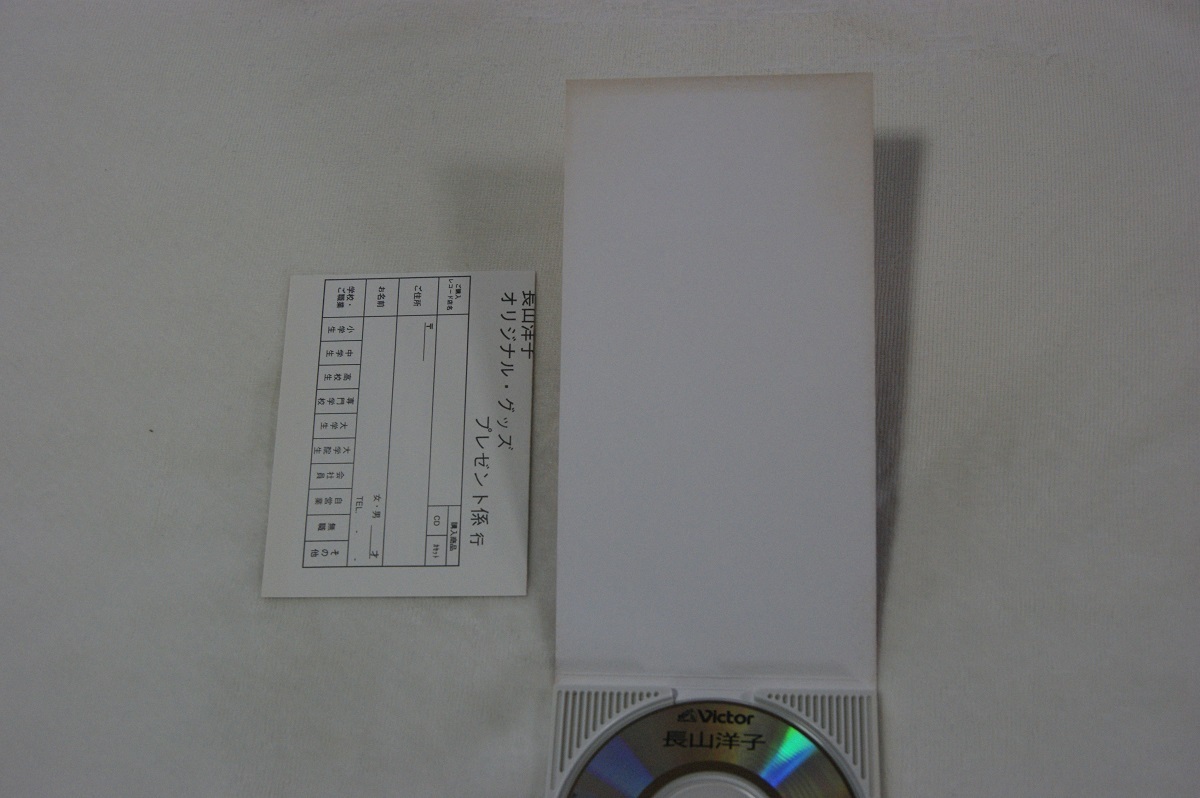 長山洋子
オリジナル・グッズ
プレゼント係 行
ご購入
レコード店名
購入商品
CD
カセット
ご住所
〒
お名前
女・男 才
TEL. - -
学校・
ご職業
小学生
中学生
高校生
専門学校
大学生
大学院生
会社員
自営業
無職
その他
Victor
長山洋子